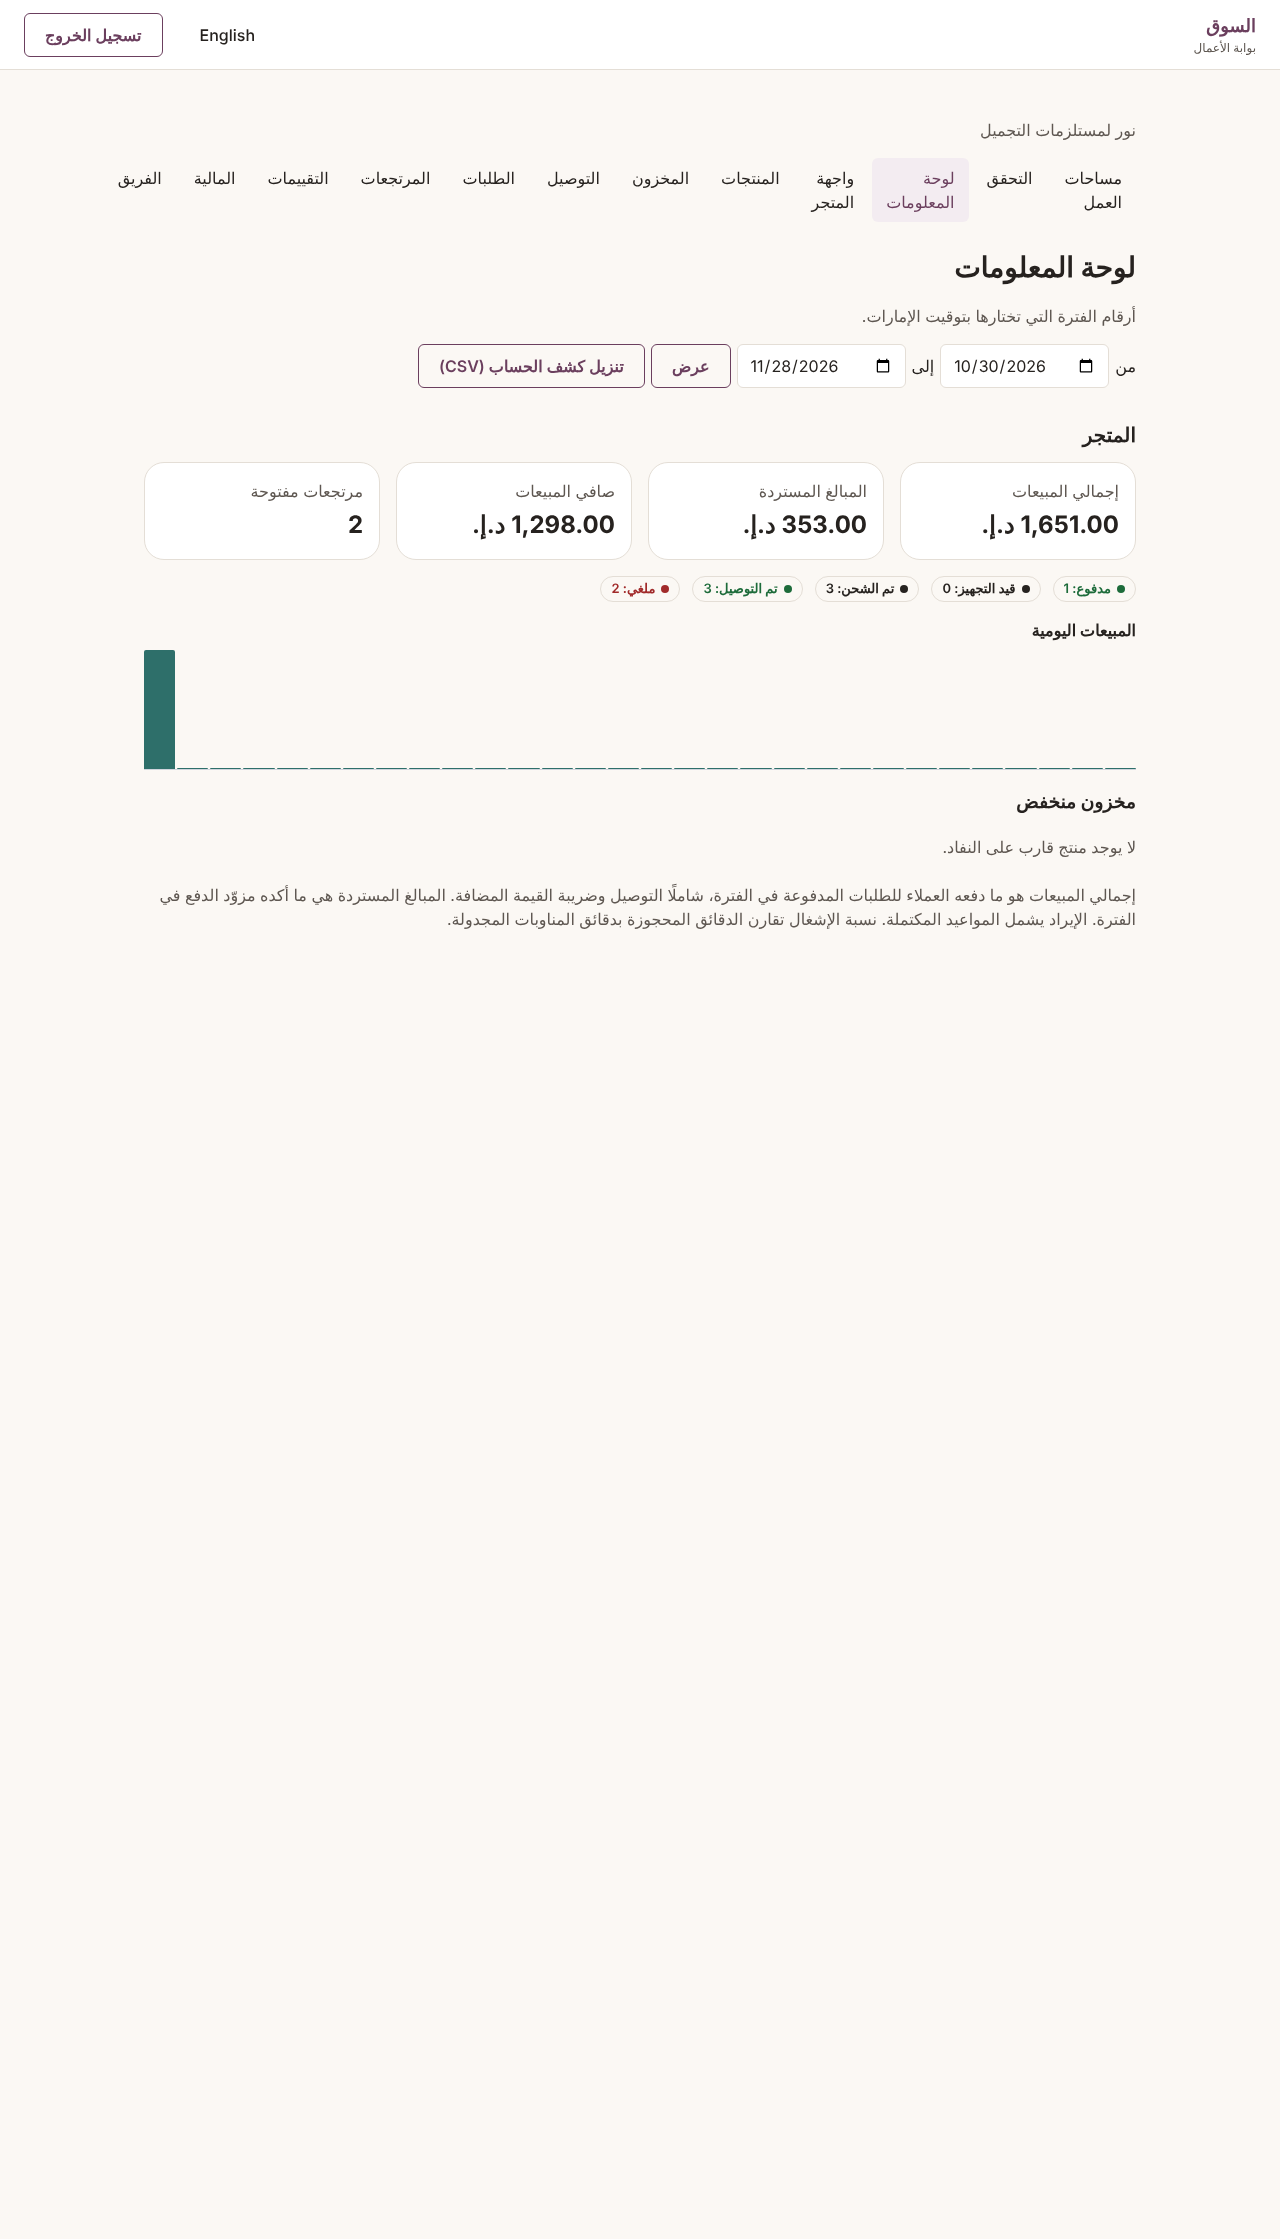 السوق
بوابة الأعمال
English
تسجيل الخروج
نور لمستلزمات التجميل
مساحات العمل
التحقق
لوحة المعلومات
واجهة المتجر
المنتجات
المخزون
التوصيل
الطلبات
المرتجعات
التقييمات
المالية
الفريق
لوحة المعلومات
أرقام الفترة التي تختارها بتوقيت الإمارات.
من 10/30/2026 إلى 11/28/2026 عرض تنزيل كشف الحساب (CSV)
المتجر
إجمالي المبيعات
1,651.00 د.إ.
المبالغ المستردة
353.00 د.إ.
صافي المبيعات
1,298.00 د.إ.
مرتجعات مفتوحة
2
مدفوع: 1
قيد التجهيز: 0
تم الشحن: 3
تم التوصيل: 3
ملغي: 2
المبيعات اليومية
مخزون منخفض
لا يوجد منتج قارب على النفاد.
إجمالي المبيعات هو ما دفعه العملاء للطلبات المدفوعة في الفترة، شاملًا التوصيل وضريبة القيمة المضافة. المبالغ المستردة هي ما أكده مزوّد الدفع في
الفترة. الإيراد يشمل المواعيد المكتملة. نسبة الإشغال تقارن الدقائق المحجوزة بدقائق المناوبات المجدولة.